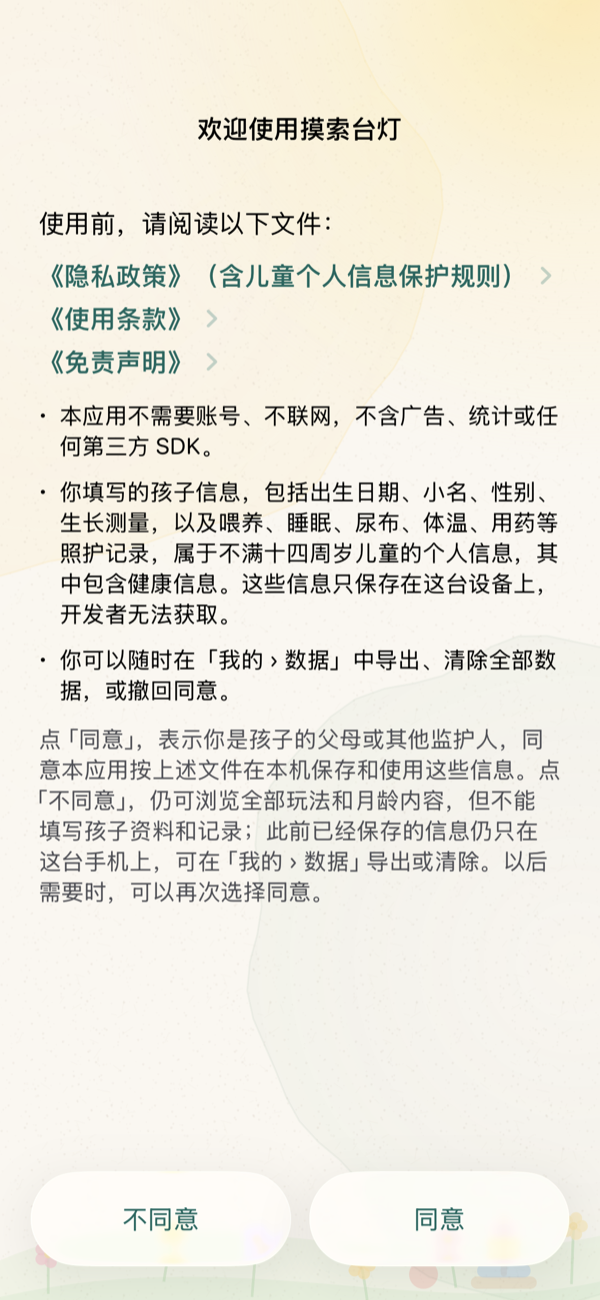 欢迎使用摸索台灯
使用前，请阅读以下文件：
《隐私政策》（含儿童个人信息保护规则） >
《使用条款》 >
《免责声明》 >
· 本应用不需要账号、不联网，不含广告、统计或任
何第三方 SDK。
· 你填写的孩子信息，包括出生日期、小名、性别、
生长测量，以及喂养、睡眠、尿布、体温、用药等
照护记录，属于不满十四周岁儿童的个人信息，其
中包含健康信息。这些信息只保存在这台设备上，
开发者无法获取。
· 你可以随时在「我的 › 数据」中导出、清除全部数
据，或撤回同意。
点「同意」，表示你是孩子的父母或其他监护人，同
意本应用按上述文件在本机保存和使用这些信息。点
「不同意」，仍可浏览全部玩法和月龄内容，但不能
填写孩子资料和记录；此前已经保存的信息仍只在
这台手机上，可在「我的 › 数据」导出或清除。以后
需要时，可以再次选择同意。
不同意
同意